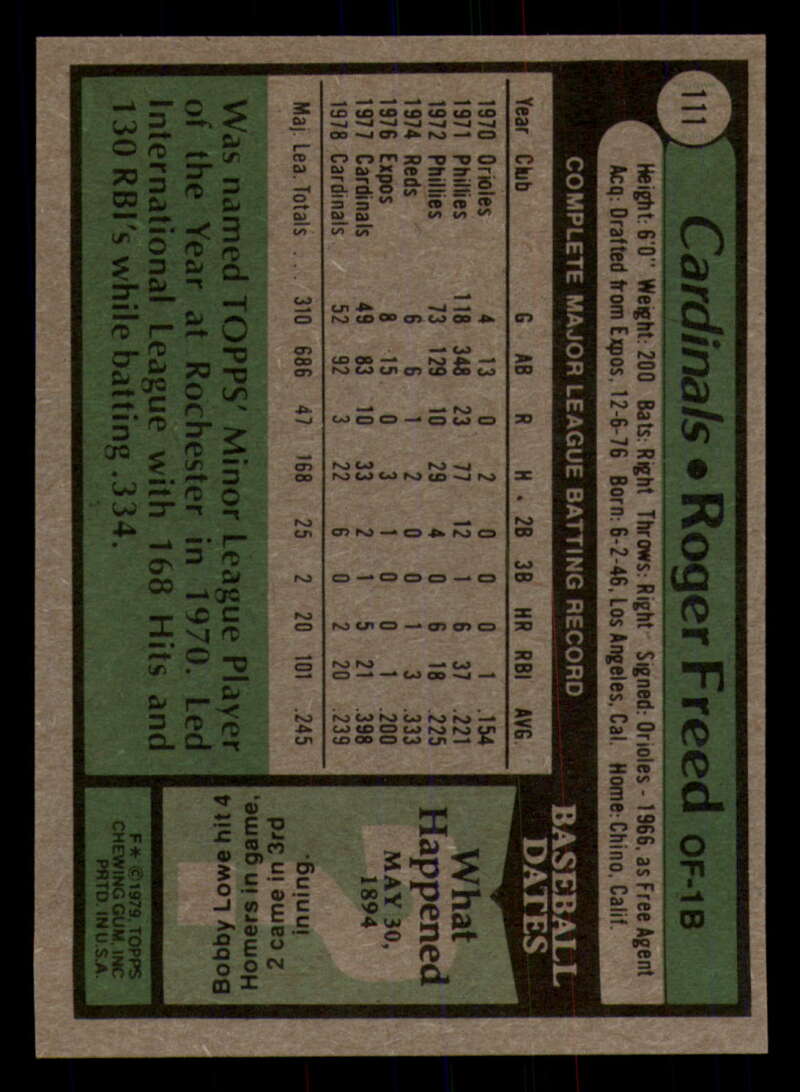 111
Cardinals • Roger Freed OF-1B
Height: 6'0" Weight: 200 Bats: Right Throws: Right Signed: Orioles - 1966, as Free Agent
Acq: Drafted from Expos, 12-6-76 Born: 6-2-46, Los Angeles, Cal. Home: Chino, Calif.
COMPLETE MAJOR LEAGUE BATTING RECORD
Year Club G AB R H . 2B 3B HR RBI AVG
1970 Orioles 4 13 0 2 0 0 0 1 .154
1971 Phillies 118 348 23 77 12 1 6 37 .221
1972 Phillies 73 129 10 29 4 0 6 18 .225
1974 Reds 6 6 1 2 0 0 1 3 .333
1976 Expos 8 15 0 3 1 0 0 1 .200
1977 Cardinals 49 83 10 33 2 1 5 21 .398
1978 Cardinals 52 92 3 22 6 0 2 20 .239
Maj. Lea. Totals ... 310 686 47 168 25 2 20 101 .245
Was named TOPPS' Minor League Player
of the Year at Rochester in 1970. Led
International League with 168 Hits and
130 RBI's while batting .334.
BASEBALL
DATES
What
Happened
MAY 30,
1894
Bobby Lowe hit 4
Homers in game,
2 came in 3rd
inning.
F* ©1979, TOPPS
CHEWING GUM, INC
PRTD. IN U.S.A.